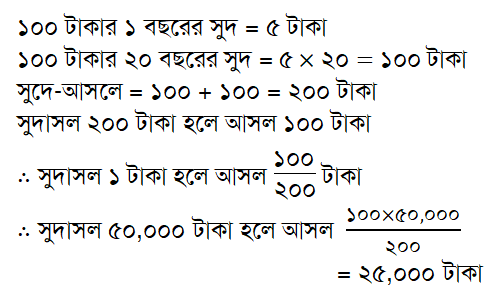 ১০০ টাকার ১ বছরের সুদ = ৫ টাকা
১০০ টাকার ২০ বছরের সুদ = ৫ × ২০ = ১০০ টাকা
সুদে-আসলে = ১০০ + ১০০ = ২০০ টাকা
সুদাসল ২০০ টাকা হলে আসল ১০০ টাকা
∴ সুদাসল ১ টাকা হলে আসল ১০০/২০০ টাকা
∴ সুদাসল ৫০,০০০ টাকা হলে আসল ১০০×৫০,০০০/২০০
= ২৫,০০০ টাকা